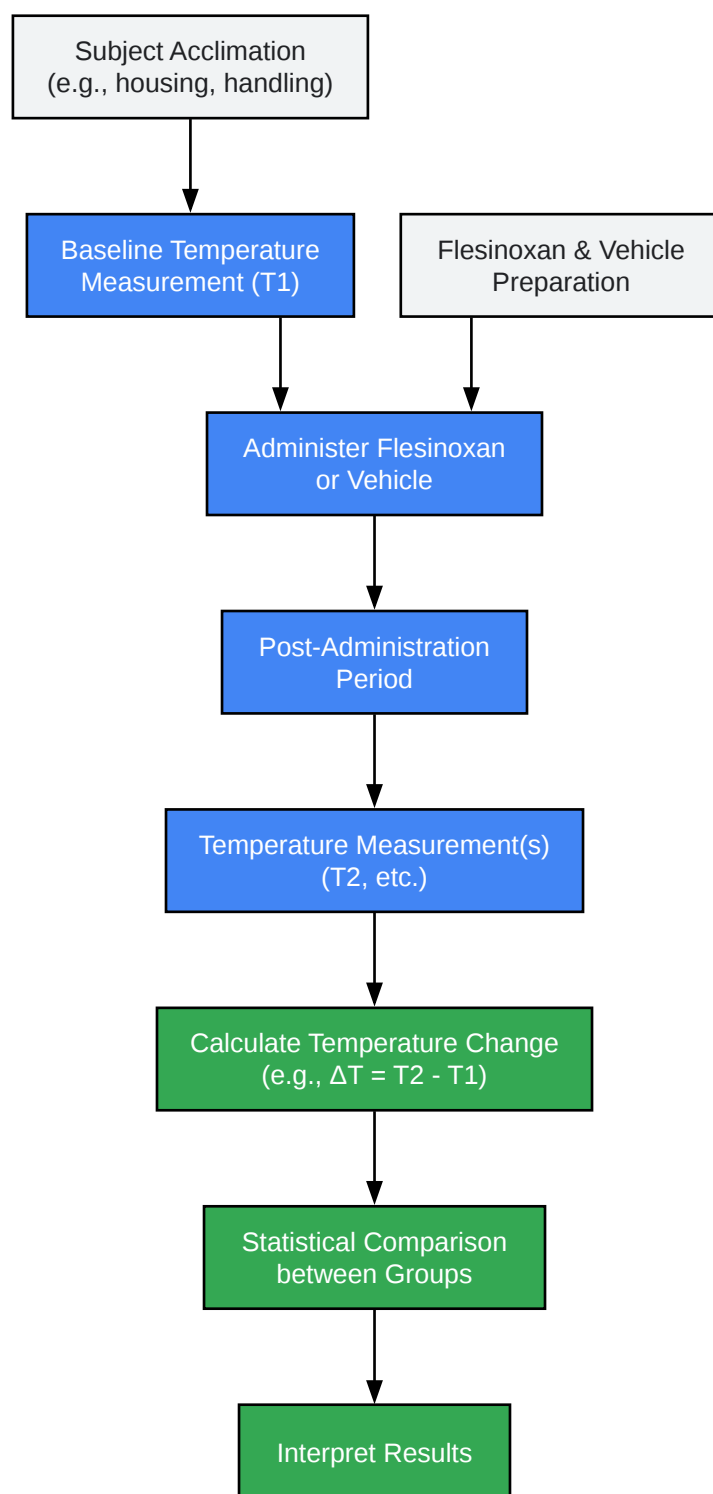 Subject Acclimation
(e.g., housing, handling)
Baseline Temperature
Measurement (T1)
Flesinoxan & Vehicle
Preparation
Administer Flesinoxan
or Vehicle
Post-Administration
Period
Temperature Measurement(s)
(T2, etc.)
Calculate Temperature Change
(e.g., ΔT = T2 - T1)
Statistical Comparison
between Groups
Interpret Results